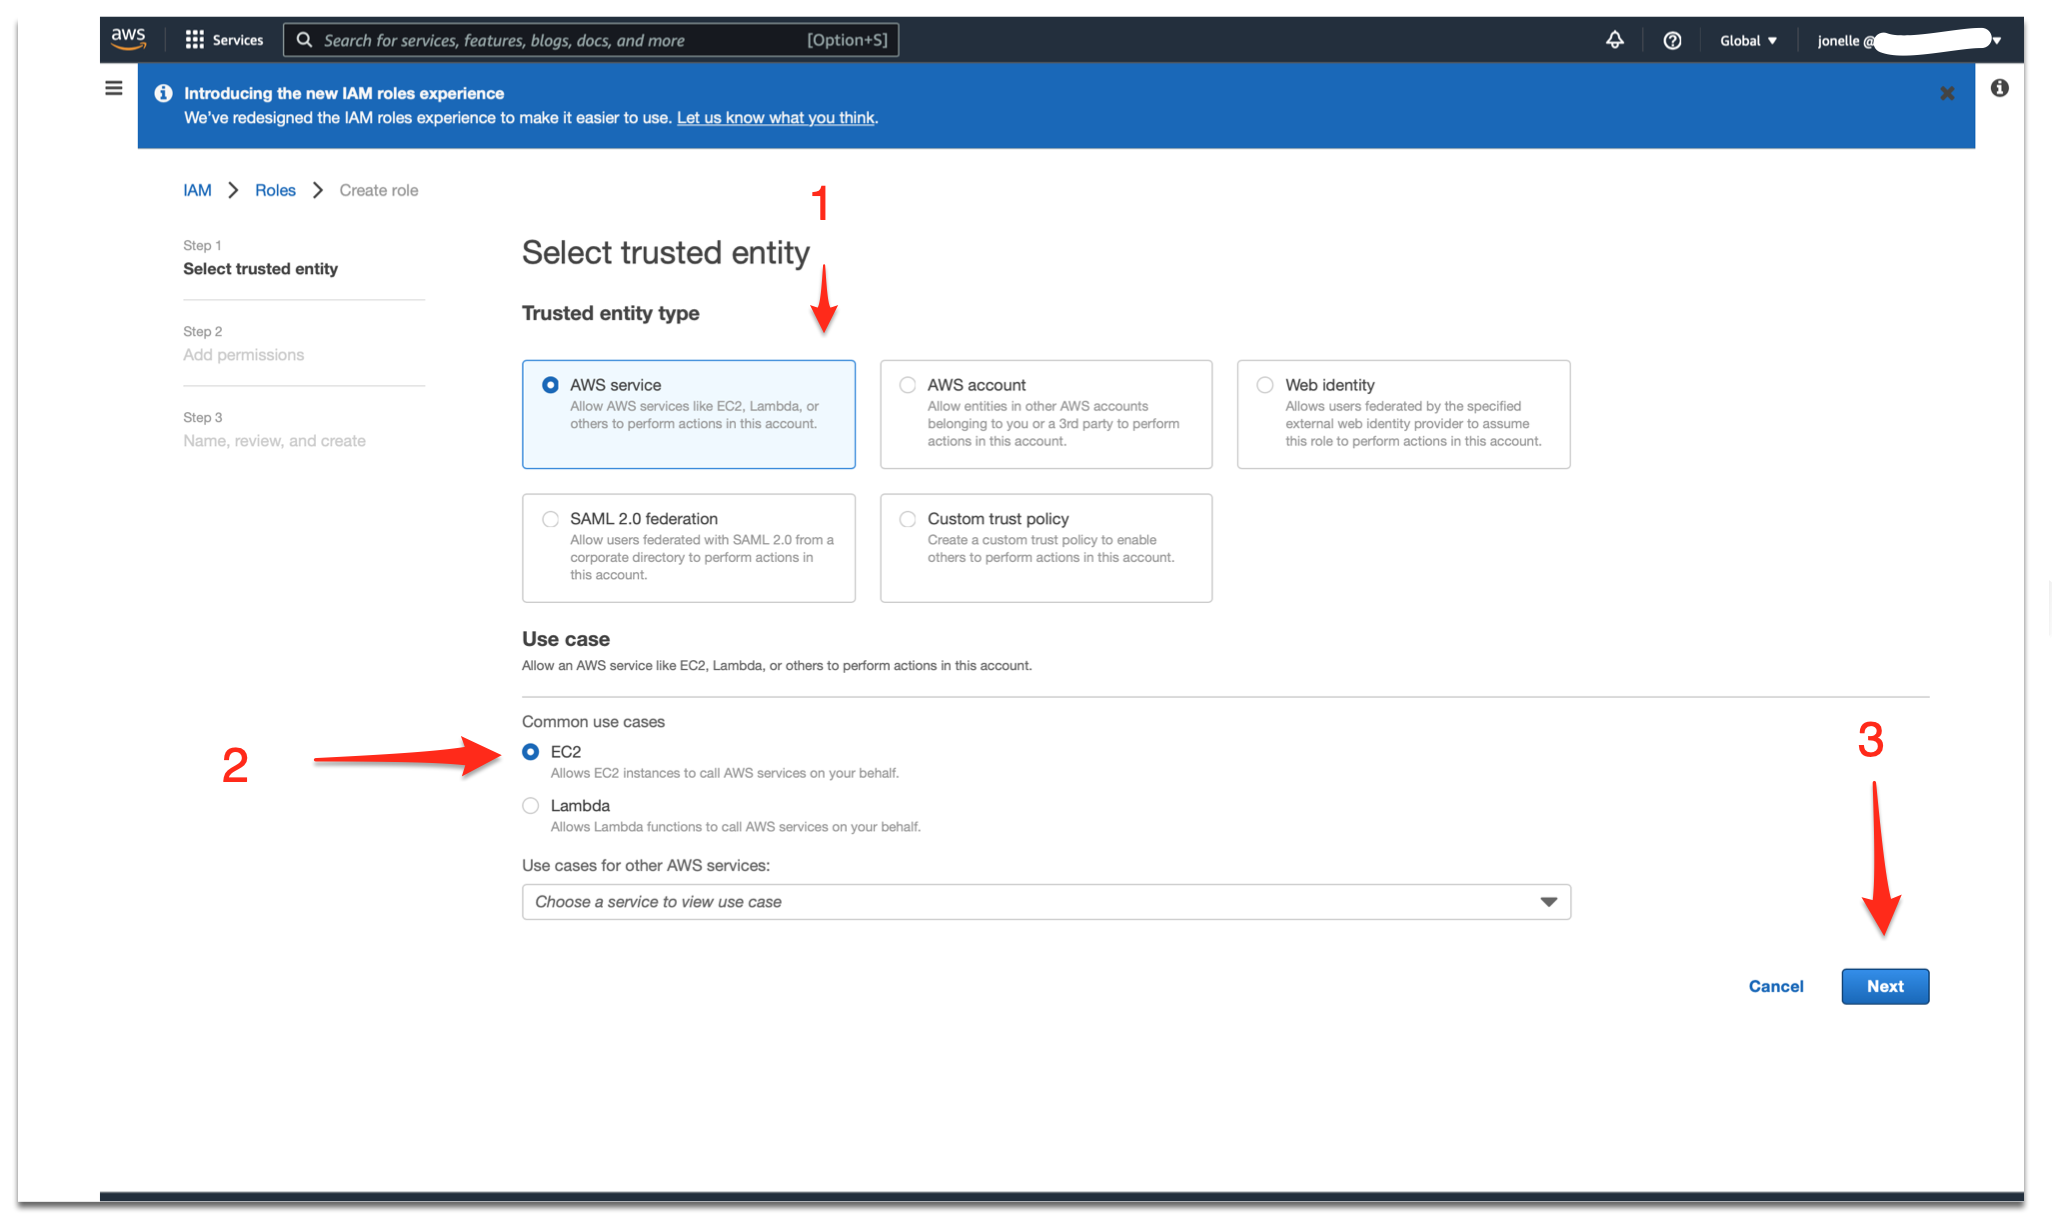 aws
Services
Search for services, features, blogs, docs, and more [Option+S]
Global
jonelle @
Introducing the new IAM roles experience
We've redesigned the IAM roles experience to make it easier to use. Let us know what you think.
IAM > Roles > Create role
1
Step 1
Select trusted entity
Step 2
Add permissions
Step 3
Name, review, and create
Select trusted entity
Trusted entity type
AWS service
Allow AWS services like EC2, Lambda, or
others to perform actions in this account.
AWS account
Allow entities in other AWS accounts
belonging to you or a 3rd party to perform
actions in this account.
Web identity
Allows users federated by the specified
external web identity provider to assume
this role to perform actions in this account.
SAML 2.0 federation
Allow users federated with SAML 2.0 from a
corporate directory to perform actions in
this account.
Custom trust policy
Create a custom trust policy to enable
others to perform actions in this account.
Use case
Allow an AWS service like EC2, Lambda, or others to perform actions in this account.
Common use cases
2
EC2
Allows EC2 instances to call AWS services on your behalf.
Lambda
Allows Lambda functions to call AWS services on your behalf.
Use cases for other AWS services:
Choose a service to view use case
3
Cancel
Next